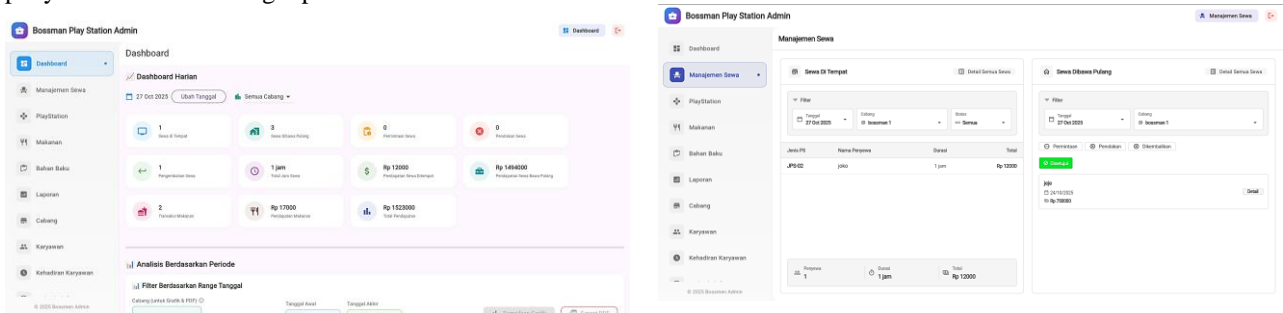 Bossman Play Station Admin
Dashboard
Dashboard
Dashboard
Manajemen Sewa
PlayStation
Makanan
Bahan Baku
Laporan
Cabang
Karyawan
Kehadiran Karyawan
© 2025 Bossman Admin
Dashboard Harian
27 Oct 2025
Ubah Tanggal
Semua Cabang
1
Sewa Di Tempat
3
Sewa Dibawa Pulang
0
Permintaan Sewa
0
Penolakan Sewa
1
Pengembalian Sewa
1 jam
Total Jam Sewa
Rp 12000
Pendapatan Sewa Ditempat
Rp 1494000
Pendapatan Sewa Bawa Pulang
2
Transaksi Makanan
Rp 17000
Pendapatan Makanan
Rp 1523000
Total Pendapatan
Analisis Berdasarkan Periode
Filter Berdasarkan Range Tanggal
Cabang (untuk Grafik & PDF)
Tanggal Awal
Tanggal Akhir
Bossman Play Station Admin
Manajemen Sewa
Manajemen Sewa
Dashboard
Manajemen Sewa
PlayStation
Makanan
Bahan Baku
Laporan
Cabang
Karyawan
Kehadiran Karyawan
© 2025 Bossman Admin
Sewa Di Tempat
Detail Semua Sewa
Filter
Tanggal
27 Oct 2025
Cabang
bossman 1
Status
Semua
Jenis PS
Nama Penyewa
Durasi
Total
JPS-02
joko
1 jam
Rp 12000
Penyewa
1
Durasi
1 jam
Total
Rp 12000
Sewa Dibawa Pulang
Detail Semua Sewa
Filter
Tanggal
27 Oct 2025
Cabang
bossman 1
Permintaan
Penolakan
Dikembalikan
Disetujui
jojo
24/10/2025
Rp 700000
Detail